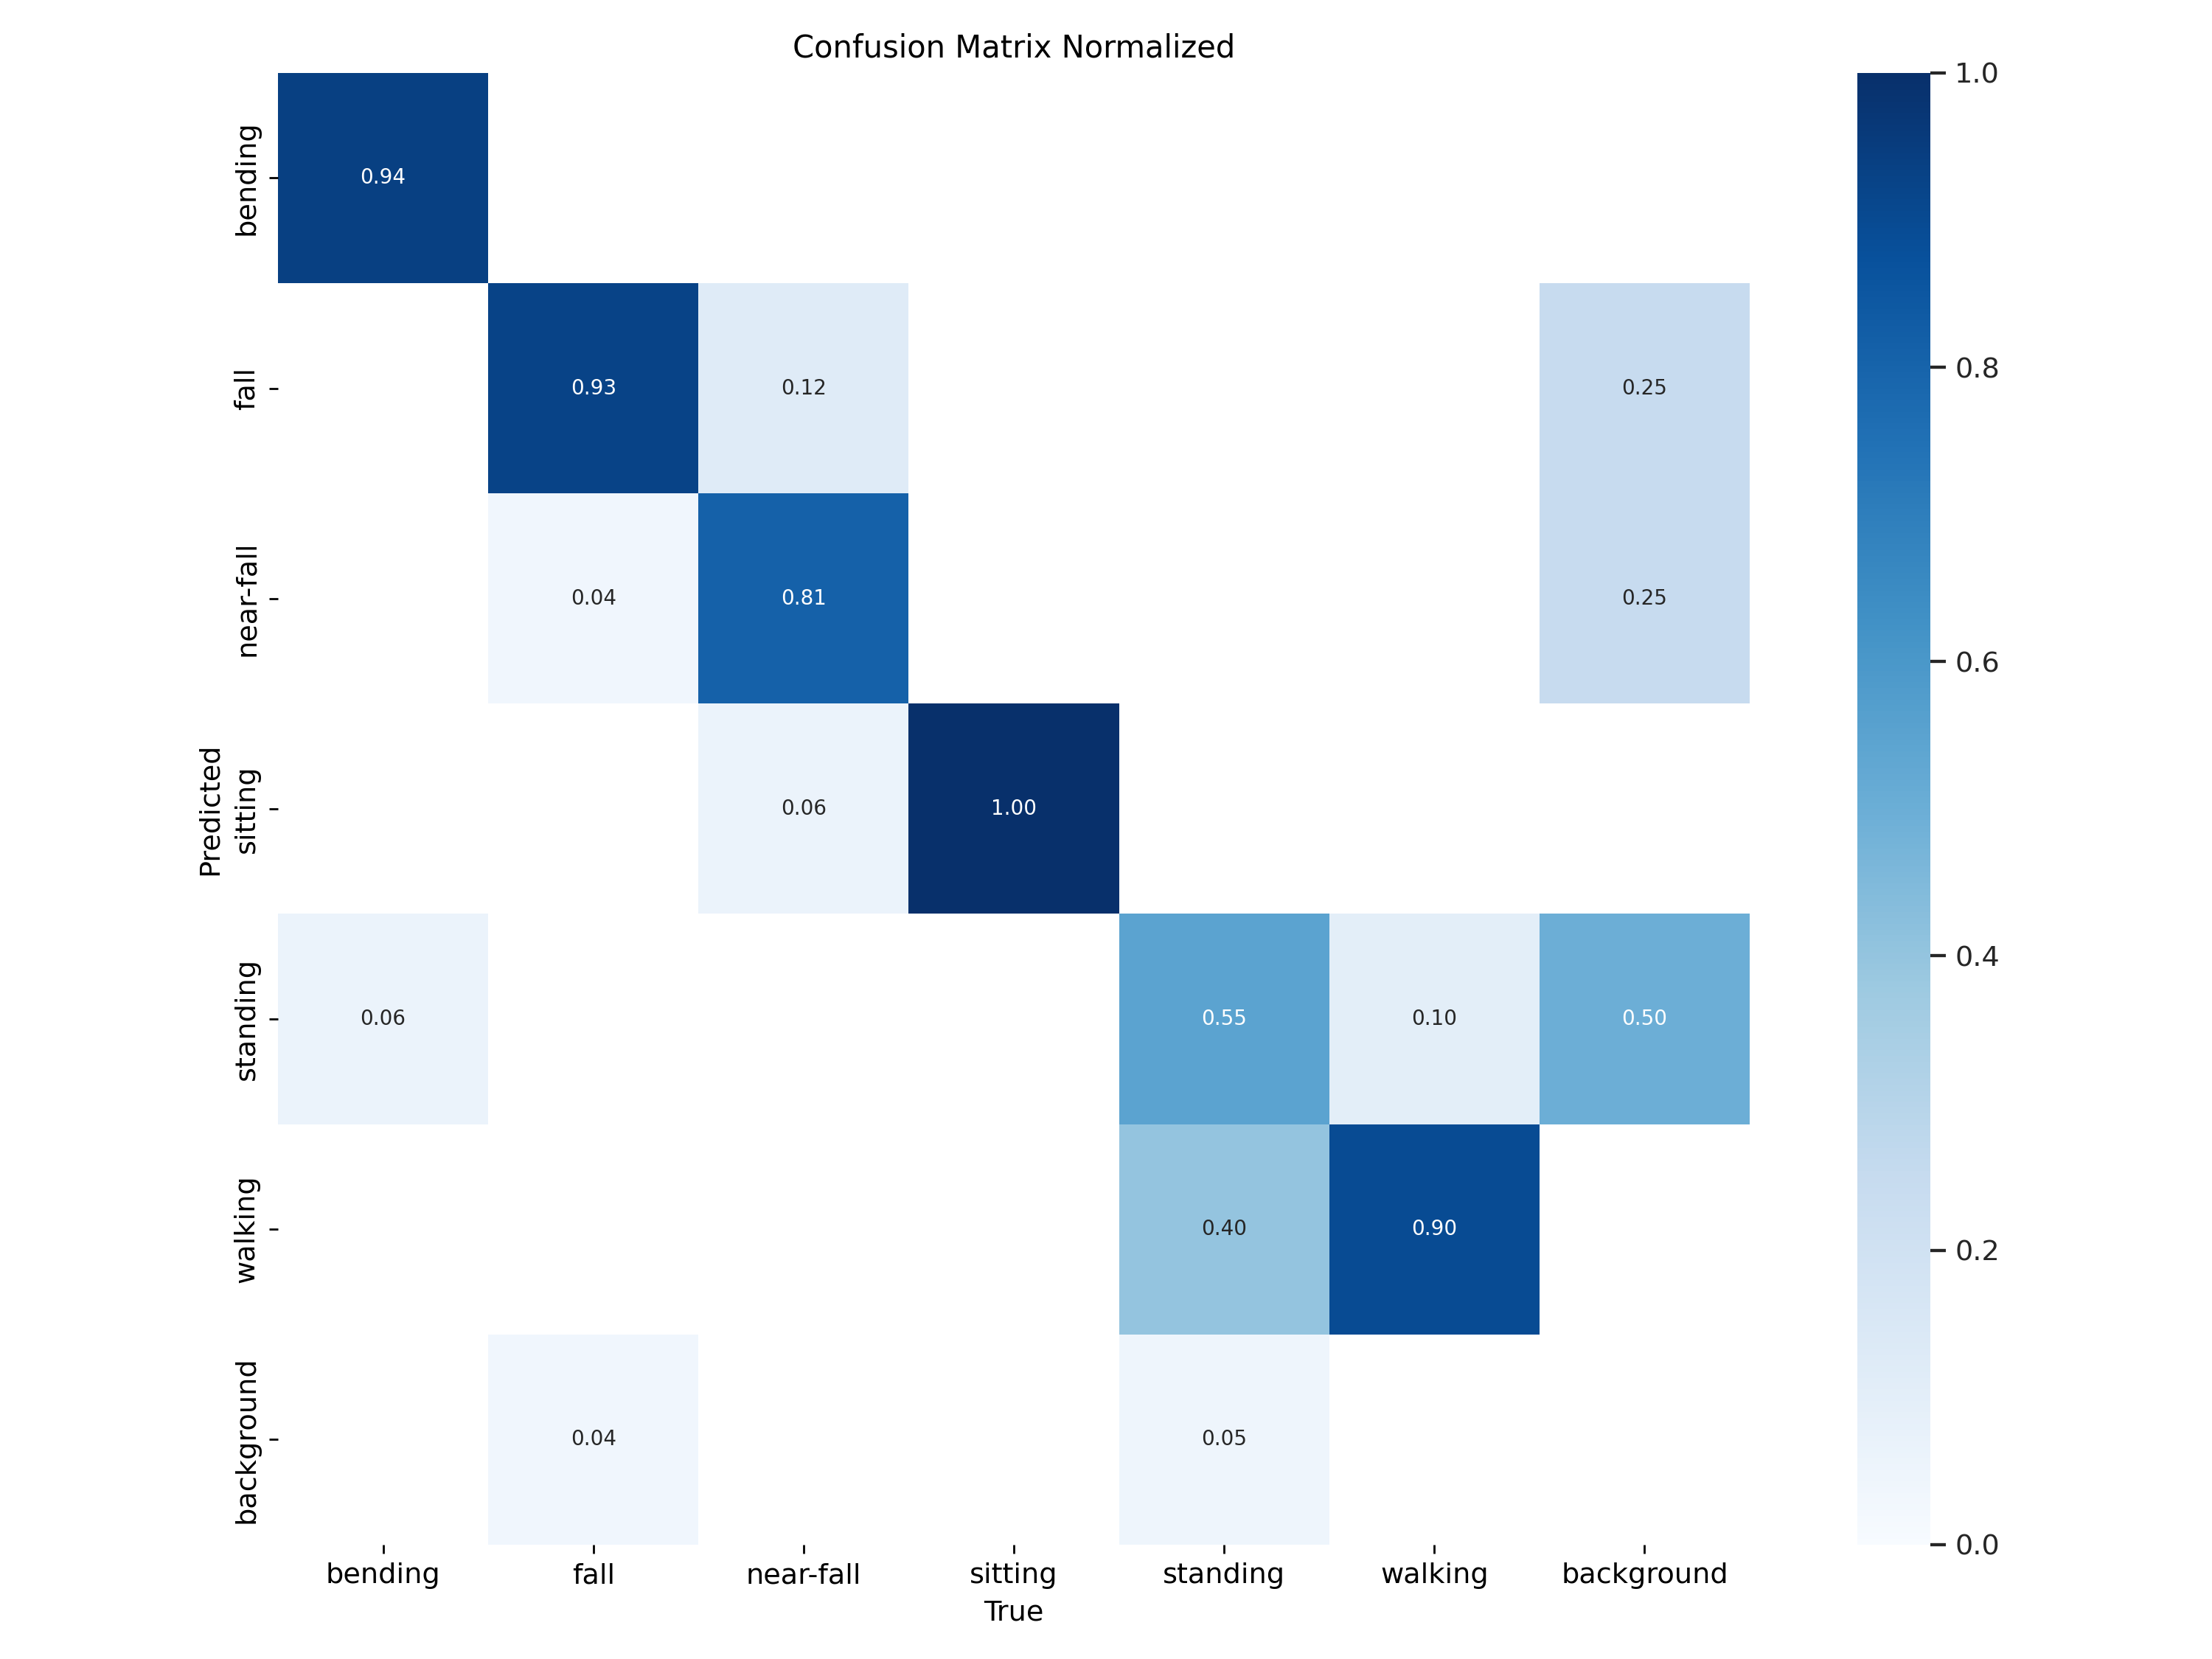 Confusion Matrix Normalized
1.0
bending
0.94
fall
0.93 0.12 0.25
0.8
near-fall
0.04 0.81 0.25
0.6
Predicted
sitting
0.06 1.00
standing
0.06 0.55 0.10 0.50
0.4
walking
0.40 0.90
0.2
background
0.04 0.05
0.0
bending fall near-fall sitting standing walking background
True